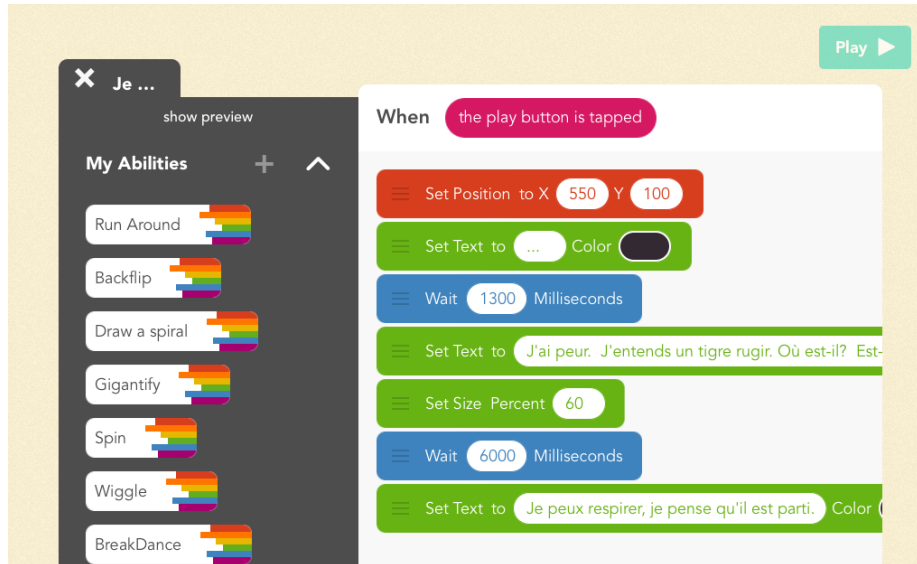 Play
Je ...
show preview
When the play button is tapped
My Abilities
Set Position to X 550 Y 100
Run Around
Set Text to ... Color
Backflip
Wait 1300 Milliseconds
Draw a spiral
Set Text to J'ai peur. J'entends un tigre rugir. Où est-il? Est-
Gigantify
Set Size Percent 60
Spin
Wait 6000 Milliseconds
Wiggle
Set Text to Je peux respirer, je pense qu'il est parti. Color
BreakDance